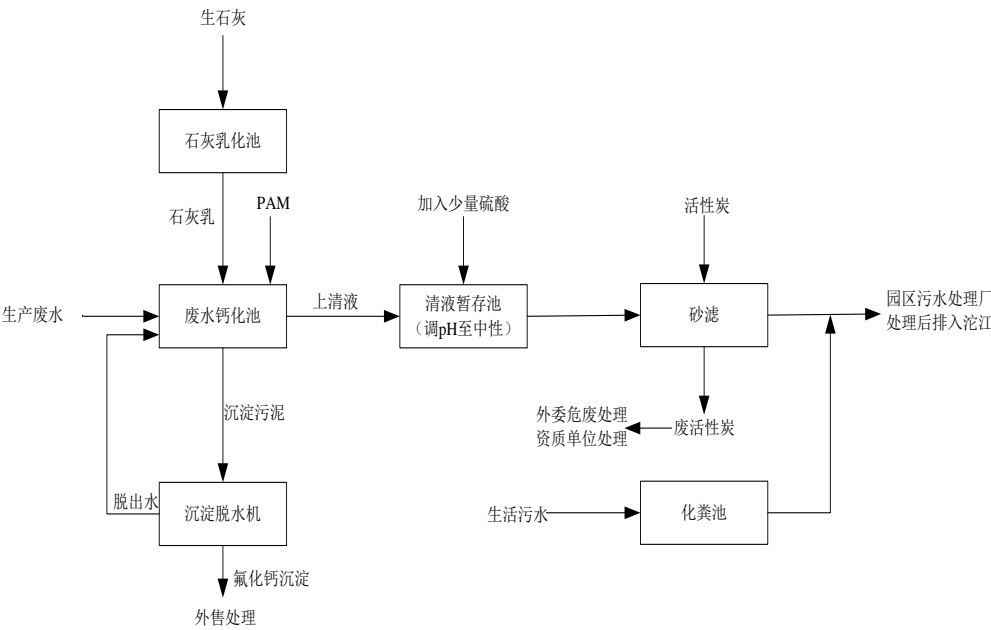 生石灰
石灰乳化池
石灰乳
PAM
加入少量硫酸
活性炭
生产废水
废水钙化池
上清液
清液暂存池
（调pH至中性）
砂滤
园区污水处理厂
处理后排入沱江
沉淀污泥
外委危废处理
资质单位处理
废活性炭
脱出水
沉淀脱水机
生活污水
化粪池
氟化钙沉淀
外售处理